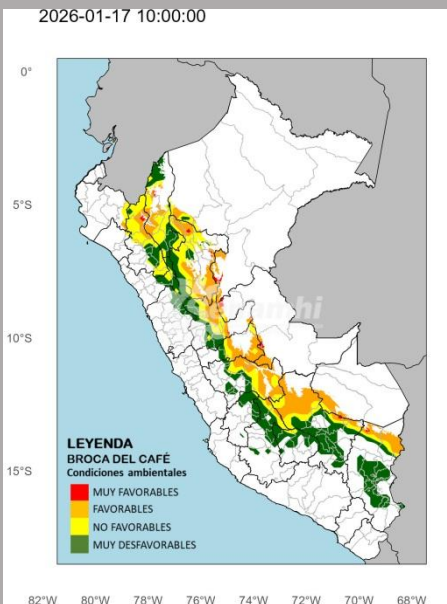 2026-01-17 10:00:00
0°
5°S
10°S
15°S
senamhi
LEYENDA
BROCA DEL CAFÉ
Condiciones ambientales
MUY FAVORABLES
FAVORABLES
NO FAVORABLES
MUY DESFAVORABLES
82°W 80°W 78°W 76°W 74°W 72°W 70°W 68°W